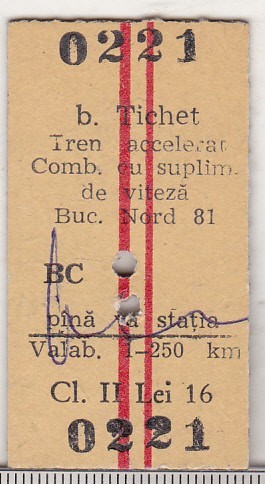 0221
b. Tichet
Tren accelerat
Comb. cu suplim.
de viteză
Buc. Nord 81
BC
pînă la stația
Valab. 1-250 km
Cl. II Lei 16
0221